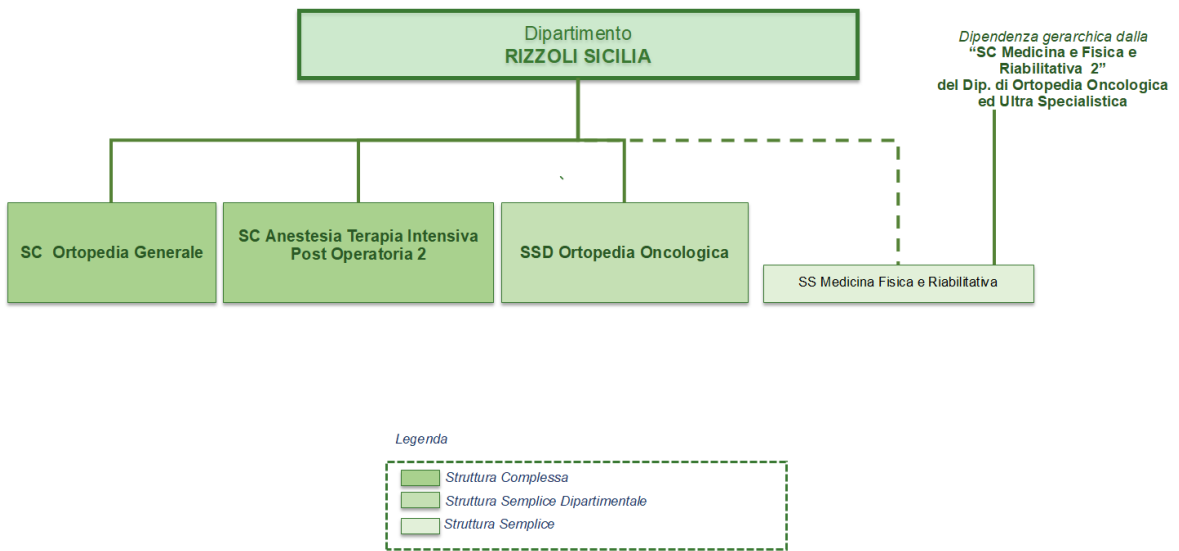 Dipartimento
RIZZOLI SICILIA
Dipendenza gerarchica dalla
“SC Medicina e Fisica e
Riabilitativa 2”
del Dip. di Ortopedia Oncologica
ed Ultra Specialistica
SC Ortopedia Generale
SC Anestesia Terapia Intensiva
Post Operatoria 2
SSD Ortopedia Oncologica
SS Medicina Fisica e Riabilitativa
Legenda
Struttura Complessa
Struttura Semplice Dipartimentale
Struttura Semplice